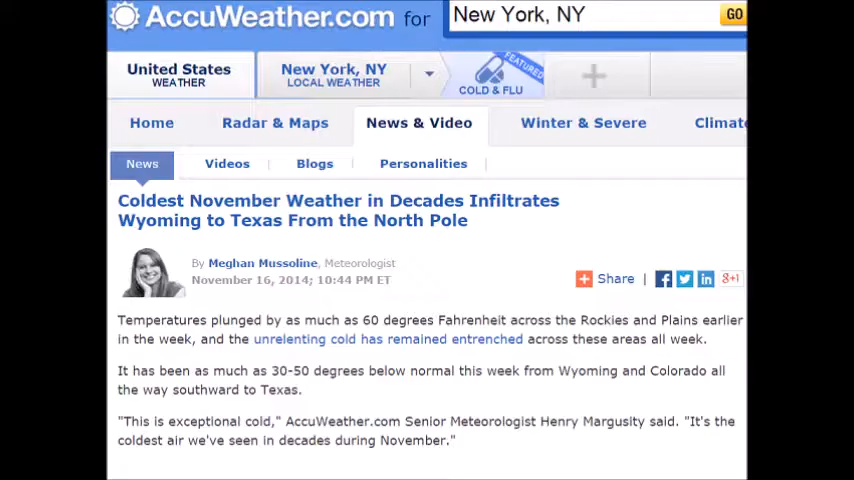 AccuWeather.com for New York, NY GO
United States New York, NY FEATURED
WEATHER LOCAL WEATHER COLD & FLU
Home Radar & Maps News & Video Winter & Severe Climat
News Videos Blogs Personalities
Coldest November Weather in Decades Infiltrates
Wyoming to Texas From the North Pole
By Meghan Mussoline, Meteorologist
November 16, 2014; 10:44 PM ET
Share | g+1
Temperatures plunged by as much as 60 degrees Fahrenheit across the Rockies and Plains earlier
in the week, and the unrelenting cold has remained entrenched across these areas all week.
It has been as much as 30-50 degrees below normal this week from Wyoming and Colorado all
the way southward to Texas.
"This is exceptional cold," AccuWeather.com Senior Meteorologist Henry Margusity said. "It's the
coldest air we've seen in decades during November."